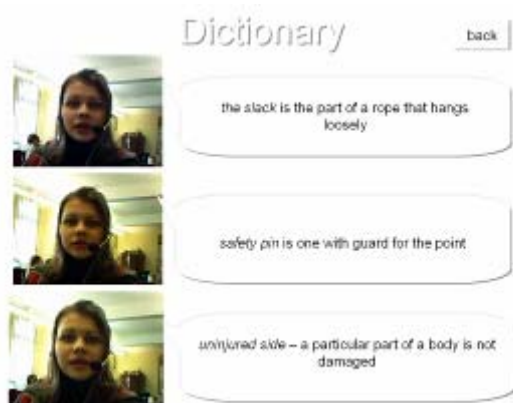 Dictionary
back
the slack is the part of a rope that hangs
loosely
safety pin is one with guard for the point
uninjured side – a particular part of a body is not
damaged